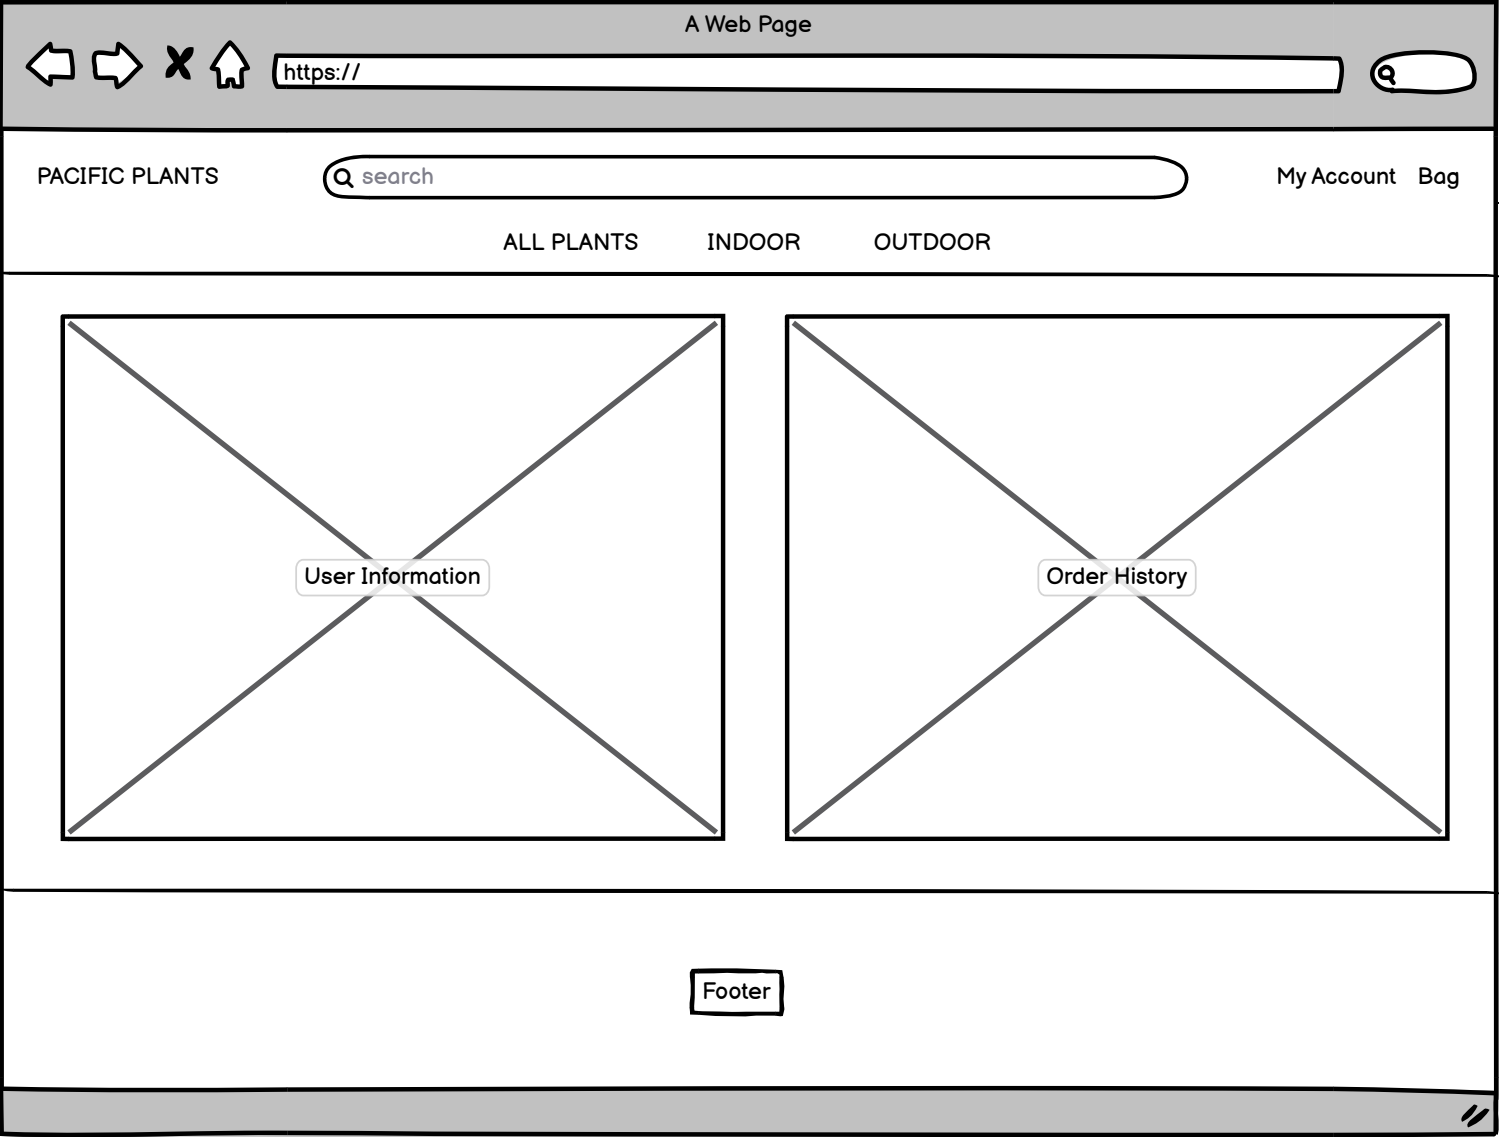 A Web Page
https://
PACIFIC PLANTS
search
My Account Bag
ALL PLANTS INDOOR OUTDOOR
User Information
Order History
Footer